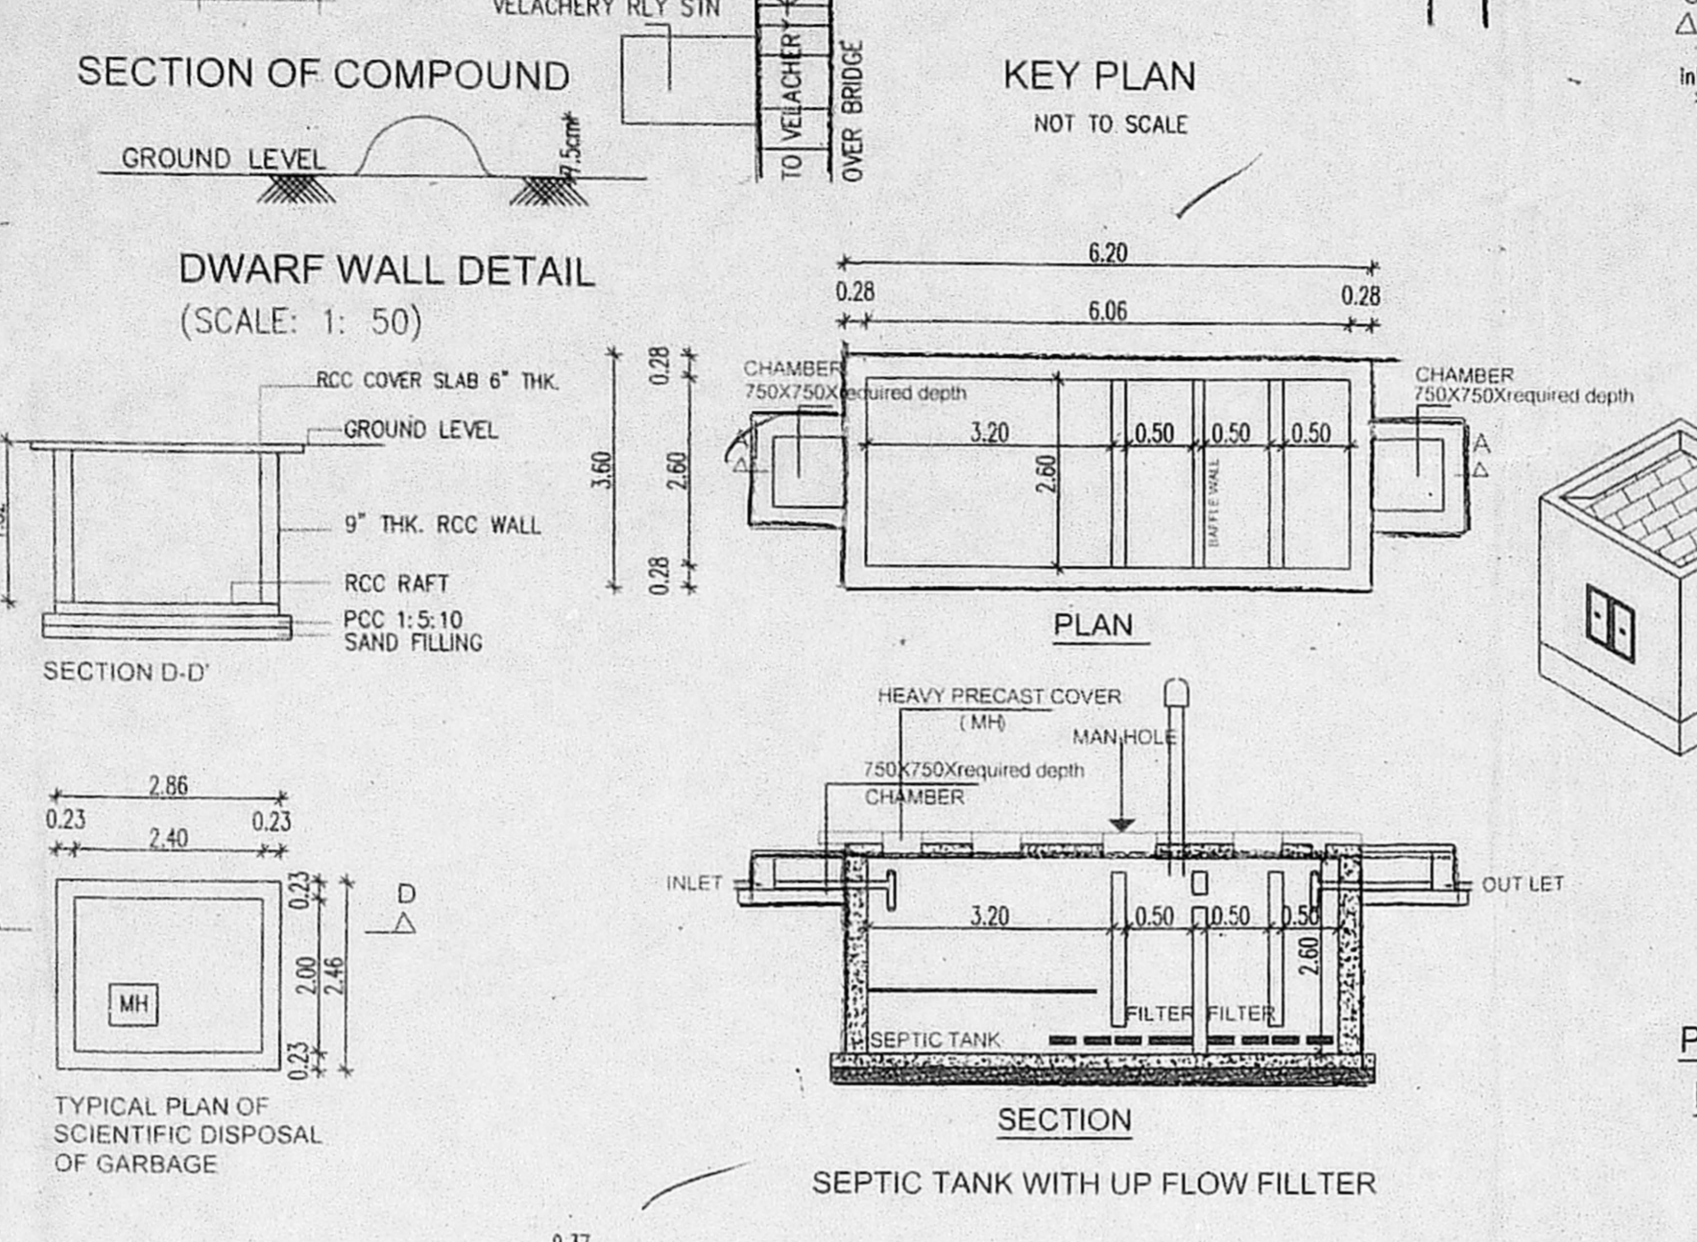 VELACHERY RLY STN
SECTION OF COMPOUND
GROUND LEVEL
7.5cm
TO VELACHERY
OVER BRIDGE
KEY PLAN
NOT TO SCALE
in
DWARF WALL DETAIL
(SCALE: 1: 50)
RCC COVER SLAB 6" THK.
GROUND LEVEL
9" THK. RCC WALL
RCC RAFT
PCC 1:5:10
SAND FILLING
SECTION D-D'
6.20
0.28
0.28
6.06
3.60
0.28
2.60
0.28
CHAMBER
750X750Xrequired depth
CHAMBER
750X750Xrequired depth
A
A
3.20
0.50
0.50
0.50
2.60
BAFFLE WALL
PLAN
2.86
0.23
0.23
2.40
0.23
2.00
2.46
0.23
D
MH
TYPICAL PLAN OF
SCIENTIFIC DISPOSAL
OF GARBAGE
HEAVY PRECAST COVER
( MH)
MAN HOLE
750X750Xrequired depth
CHAMBER
INLET
OUT LET
3.20
0.50
0.50
0.50
2.60
FILTER
FILTER
SEPTIC TANK
SECTION
SEPTIC TANK WITH UP FLOW FILLTER
P